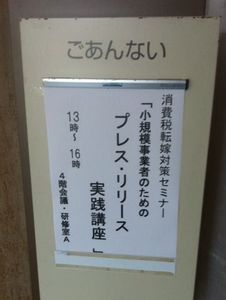 ごあんない
消費税転嫁対策セミナー
「小規模事業者のための
プレス・リリース
実践講座」
13時～16時
4階会議・研修室A